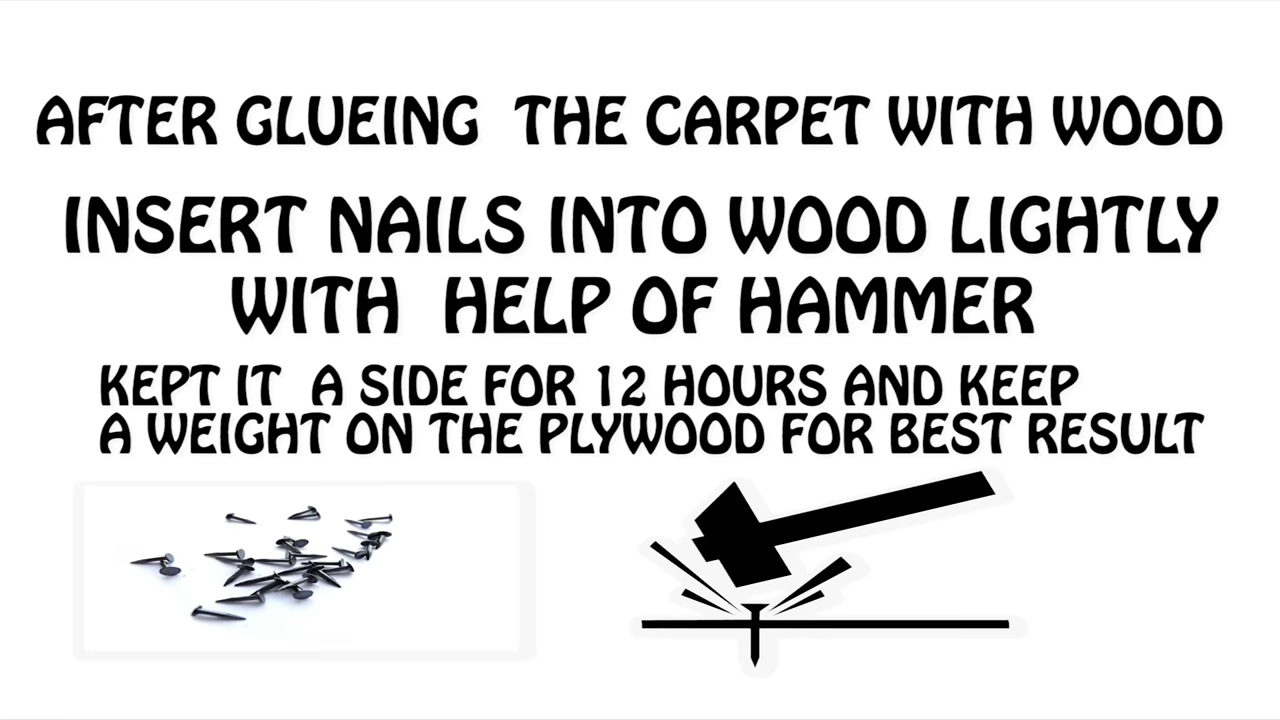 AFTER GLUEING THE CARPET WITH WOOD
INSERT NAILS INTO WOOD LIGHTLY
WITH HELP OF HAMMER
KEPT IT A SIDE FOR 12 HOURS AND KEEP
A WEIGHT ON THE PLYWOOD FOR BEST RESULT